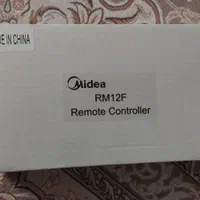 E IN CHINA
Midea
RM12F
Remote Controller